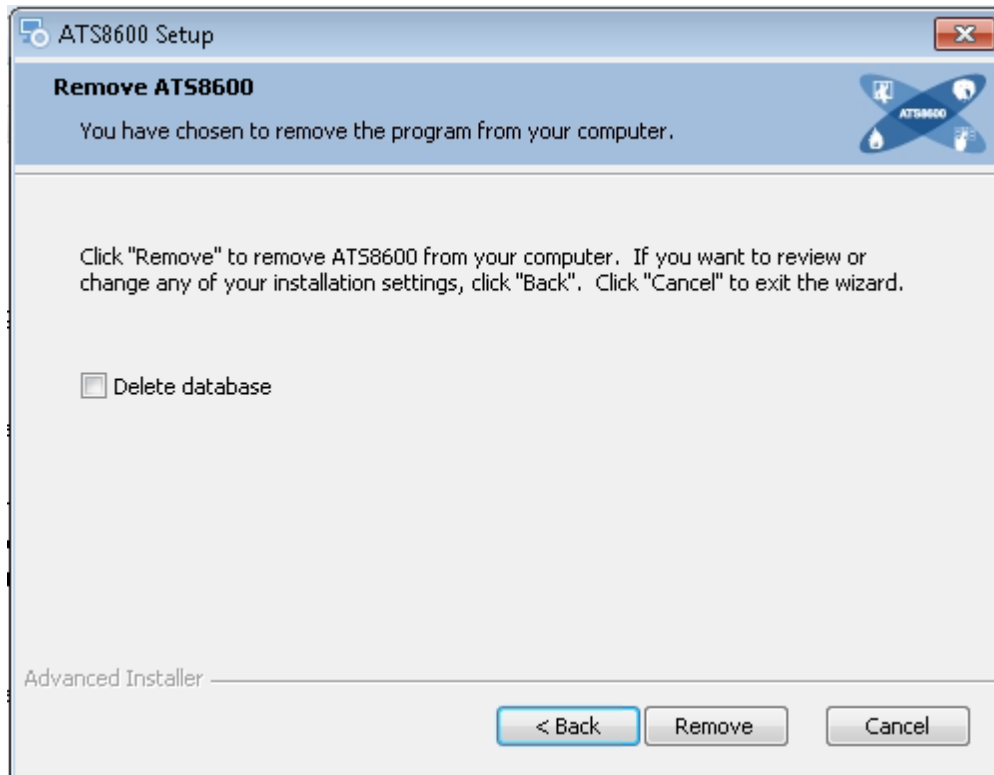 ATS8600 Setup
Remove ATS8600
You have chosen to remove the program from your computer.
ATS8600
Click "Remove" to remove ATS8600 from your computer.  If you want to review or
change any of your installation settings, click "Back".  Click "Cancel" to exit the wizard.
Delete database
Advanced Installer
< Back
Remove
Cancel